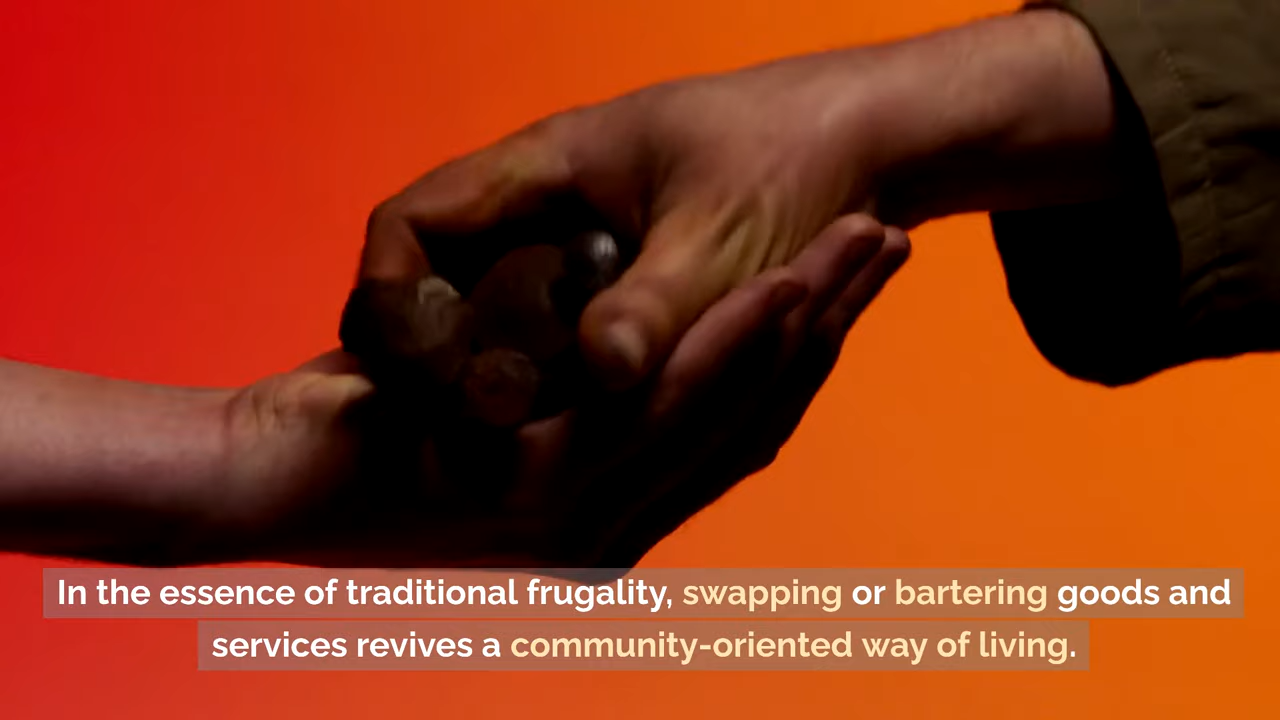 In the essence of traditional frugality, swapping or bartering goods and
services revives a community-oriented way of living.